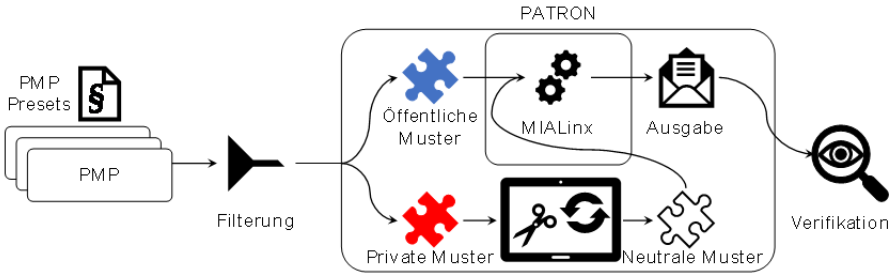 PATRON
PMP
Presets
§
PMP
Filterung
Öffentliche
Muster
MIALinx
Ausgabe
Private Muster
Neutrale Muster
Verifikation